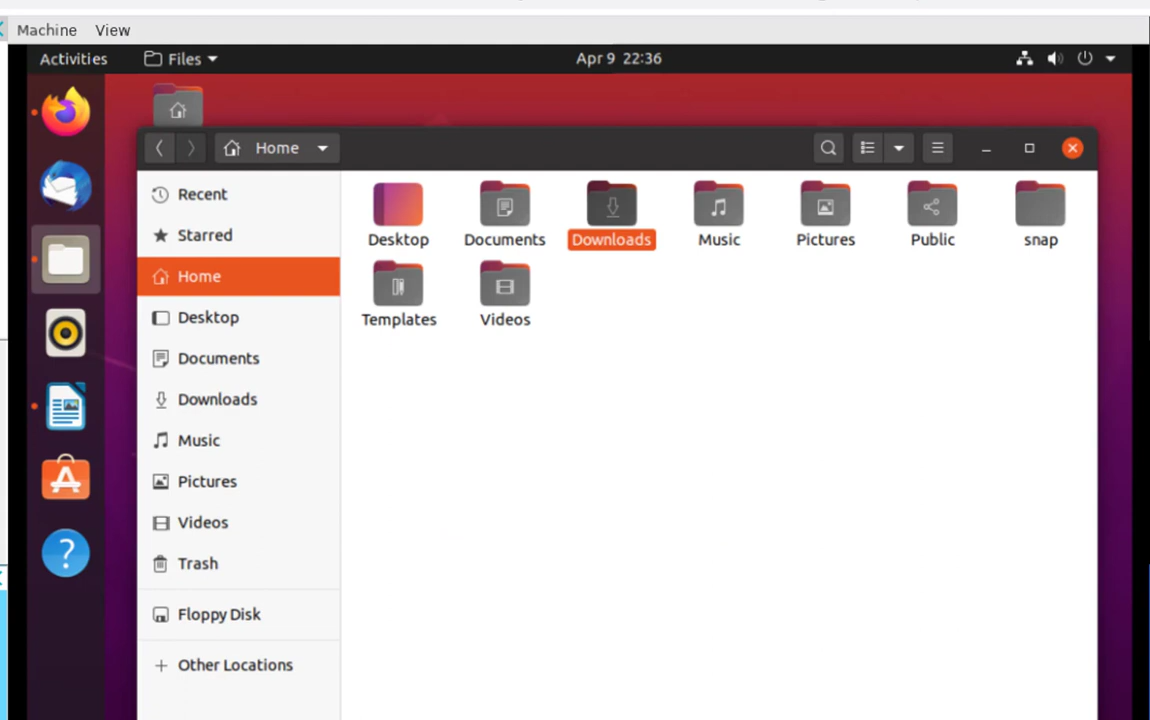 Machine View
Activities Files Apr 9 22:36
Home
Recent
Starred
Home
Desktop
Documents
Downloads
Music
Pictures
Videos
Trash
Floppy Disk
+ Other Locations
Desktop Documents Downloads Music Pictures Public snap
Templates Videos